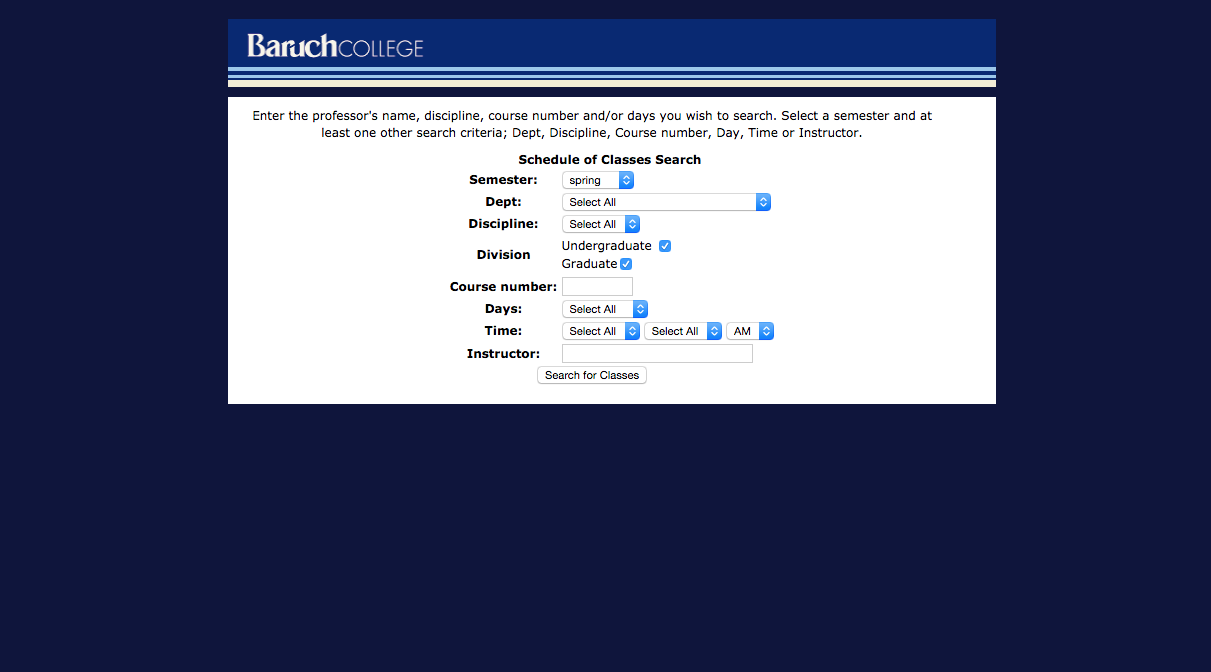 BaruchCOLLEGE
Enter the professor's name, discipline, course number and/or days you wish to search. Select a semester and at
least one other search criteria; Dept, Discipline, Course number, Day, Time or Instructor.
Schedule of Classes Search
Semester: spring
Dept: Select All
Discipline: Select All
Division Undergraduate
Graduate
Course number:
Days: Select All
Time: Select All Select All AM
Instructor:
Search for Classes